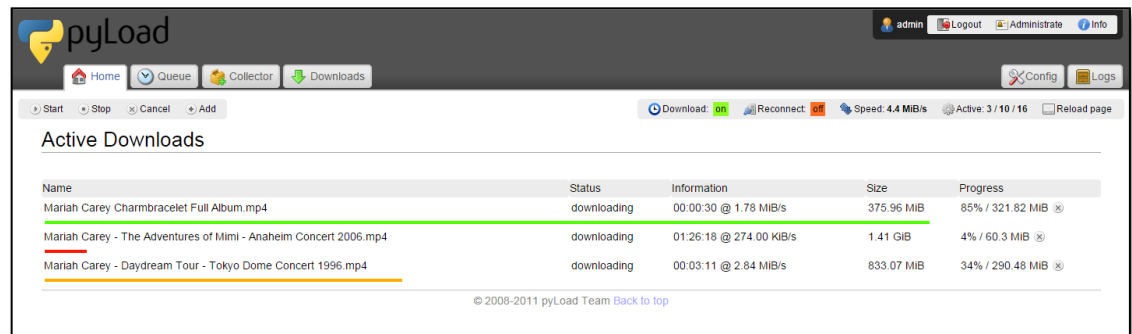 pyLoad
admin Logout Administrate Info
Home Queue Collector Downloads Config Logs
Start Stop Cancel Add Download: on Reconnect: off Speed: 4.4 MiB/s Active: 3 / 10 / 16 Reload page
Active Downloads
Name Status Information Size Progress
Mariah Carey Charmbracelet Full Album.mp4 downloading 00:00:30 @ 1.78 MiB/s 375.96 MiB 85% / 321.82 MiB
Mariah Carey - The Adventures of Mimi - Anaheim Concert 2006.mp4 downloading 01:26:18 @ 274.00 KiB/s 1.41 GiB 4% / 60.3 MiB
Mariah Carey - Daydream Tour - Tokyo Dome Concert 1996.mp4 downloading 00:03:11 @ 2.84 MiB/s 833.07 MiB 34% / 290.48 MiB
© 2008-2011 pyLoad Team Back to top